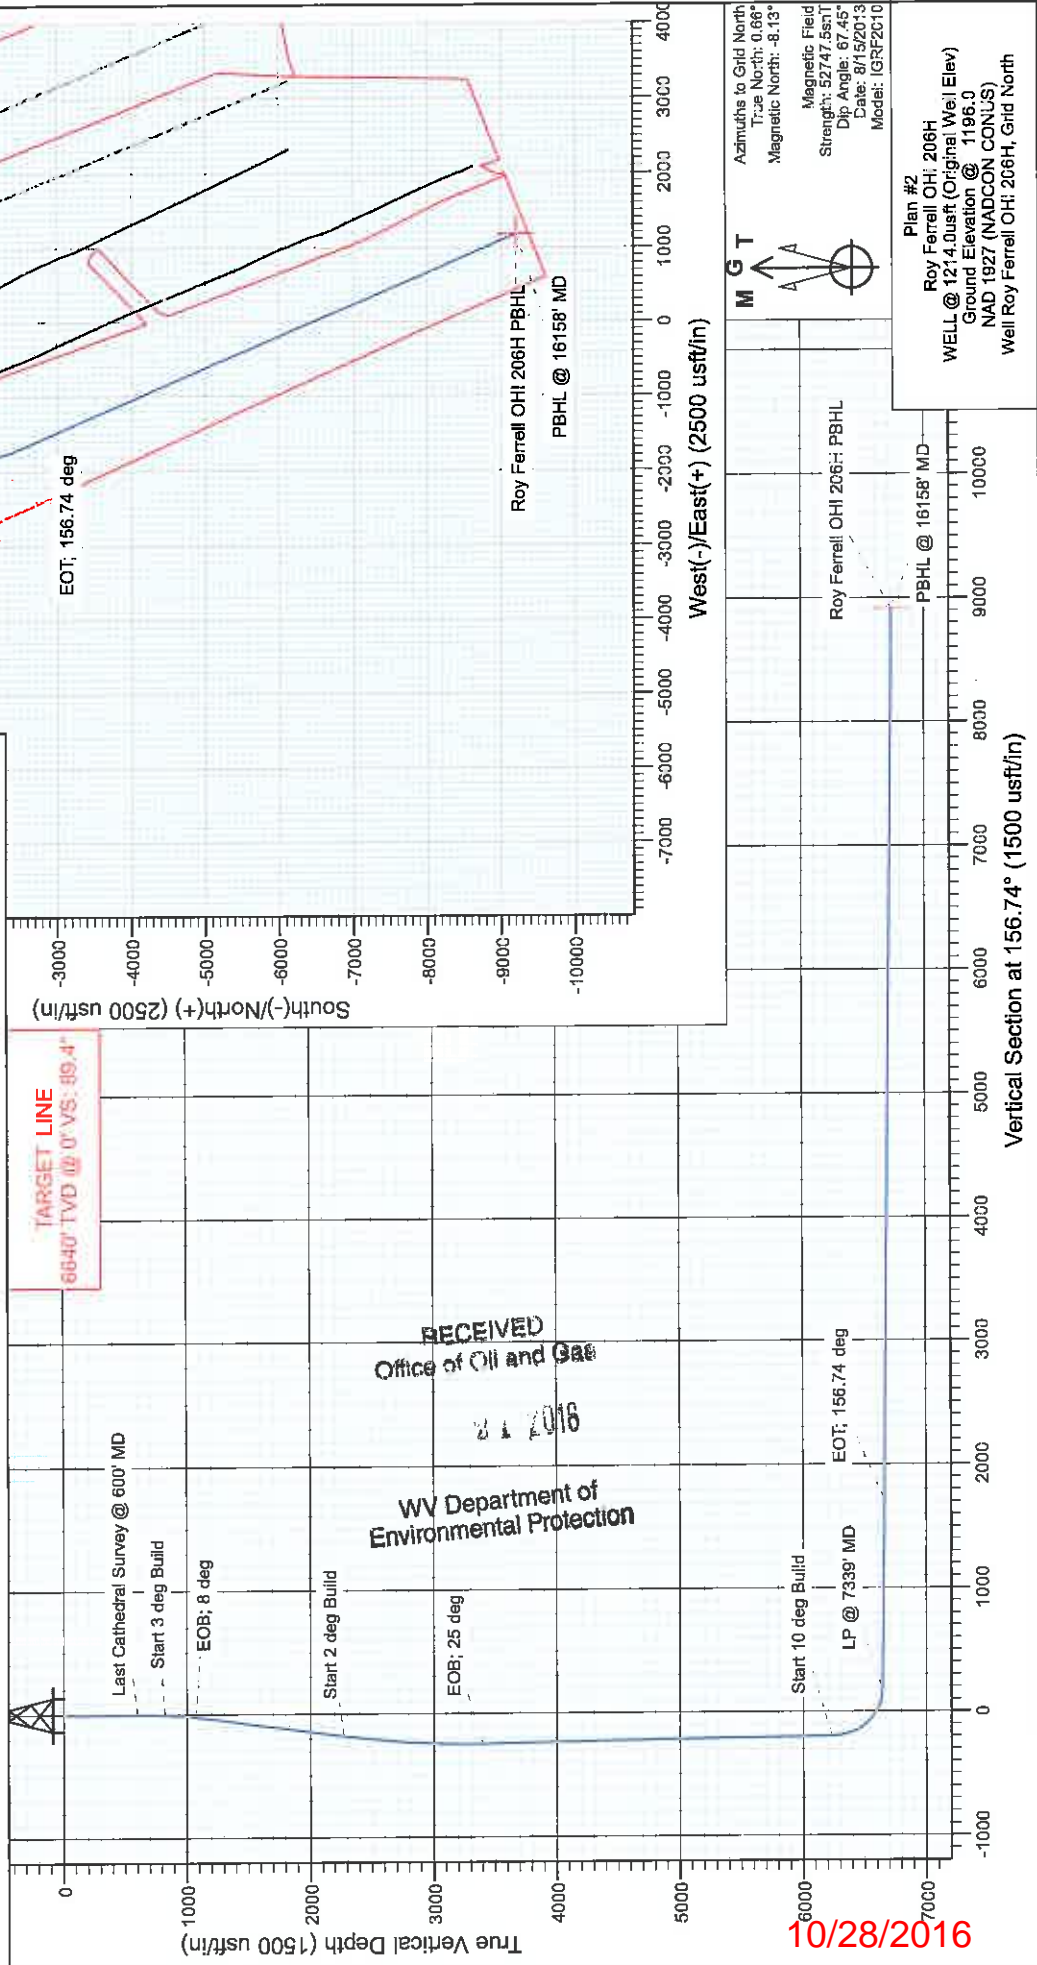 TARGET LINE
6640' TVD @ 0' VS: 89.4°
South(-)/North(+) (2500 usft/in)
-3000
-4000
-5000
-6000
-7000
-8000
-9000
-10000
EOT; 156.74 deg
Roy Ferrell OHI 206H PBHL
PBHL @ 16158' MD
-7000
-6000
-5000
-4000
-3000
-2000
-1000
0
1000
2000
3000
4000
West(-)/East(+) (2500 usft/in)
M G T
Azimuths to Grid North
True North: 0.66°
Magnetic North: -8.13°
Magnetic Field
Strength: 52747.5snT
Dip Angle: 67.45°
Date: 8/15/2013
Model: IGRF2010
Plan #2
Roy Ferrell OHI 206H
WELL @ 1214.0usft (Original Well Elev)
Ground Elevation @ 1196.0
NAD 1927 (NADCON CONUS)
Well Roy Ferrell OHI 206H, Grid North
True Vertical Depth (1500 usft/in)
0
1000
2000
3000
4000
5000
6000
7000
Last Cathedral Survey @ 600' MD
Start 3 deg Build
EOB; 8 deg
Start 2 deg Build
EOB; 25 deg
Start 10 deg Build
LP @ 7339' MD
EOT; 156.74 deg
Roy Ferrell OHI 206H PBHL
PBHL @ 16158' MD
-1000
0
1000
2000
3000
4000
5000
6000
7000
8000
9000
10000
Vertical Section at 156.74° (1500 usft/in)
RECEIVED
Office of Oil and Gas
2016
WV Department of
Environmental Protection
10/28/2016